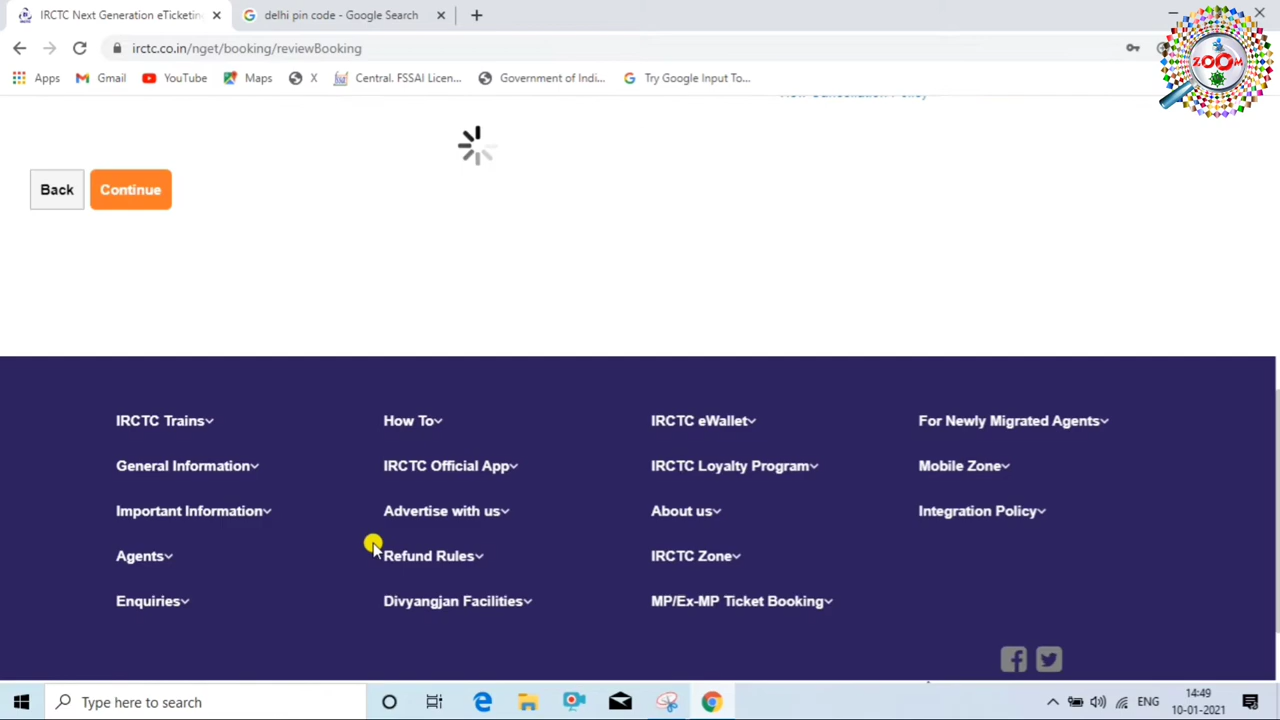 IRCTC Next Generation eTicketing
delhi pin code - Google Search
irctc.co.in/nget/booking/reviewBooking
Apps
Gmail
YouTube
Maps
X
Central. FSSAI Licen...
Government of Indi...
Try Google Input To...
ZOOM
View Cancellation Policy
Back
Continue
IRCTC Trains
How To
IRCTC eWallet
For Newly Migrated Agents
General Information
IRCTC Official App
IRCTC Loyalty Program
Mobile Zone
Important Information
Advertise with us
About us
Integration Policy
Agents
Refund Rules
IRCTC Zone
Enquiries
Divyangjan Facilities
MP/Ex-MP Ticket Booking
Type here to search
ENG
14:49
10-01-2021